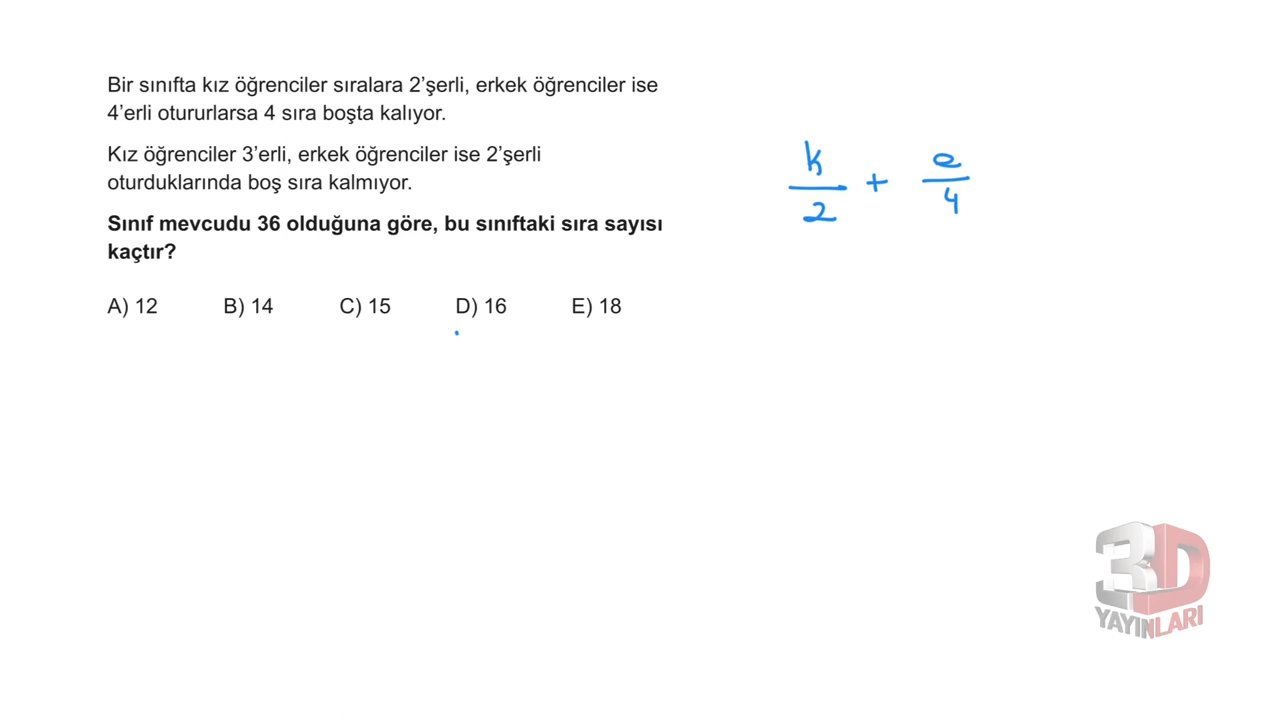 Bir sınıfta kız öğrenciler sıralara 2’şerli, erkek öğrenciler ise
4’erli otururlarsa 4 sıra boşta kalıyor.
Kız öğrenciler 3’erli, erkek öğrenciler ise 2’şerli
oturduklarında boş sıra kalmıyor.
Sınıf mevcudu 36 olduğuna göre, bu sınıftaki sıra sayısı
kaçtır?
A) 12 B) 14 C) 15 D) 16 E) 18
k e
+
2 4
3D
YAYINLARI